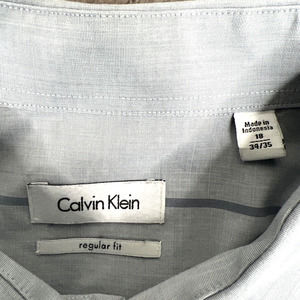 Made in
Indonesia
18
34/35
Calvin Klein
regular fit